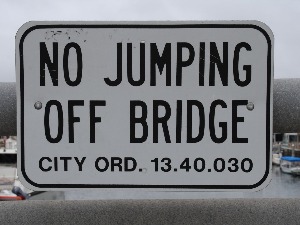 NO JUMPING
OFF BRIDGE
CITY ORD. 13.40.030